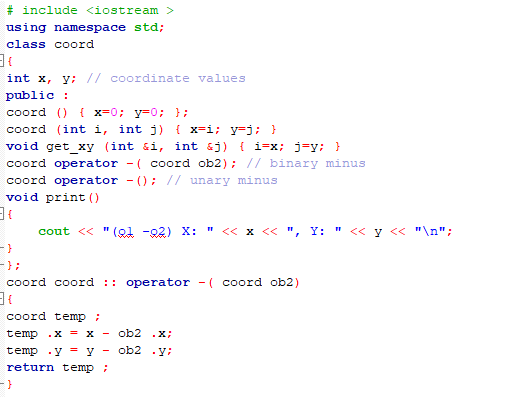 # include <iostream >
using namespace std;
class coord
{
int x, y; // coordinate values
public :
coord () { x=0; y=0; };
coord (int i, int j) { x=i; y=j; }
void get_xy (int &i, int &j) { i=x; j=y; }
coord operator -( coord ob2); // binary minus
coord operator -(); // unary minus
void print()
{
cout << "(o1 -o2) X: " << x << ", Y: " << y << "\n";
}
};
coord coord :: operator -( coord ob2)
{
coord temp ;
temp .x = x - ob2 .x;
temp .y = y - ob2 .y;
return temp ;
}